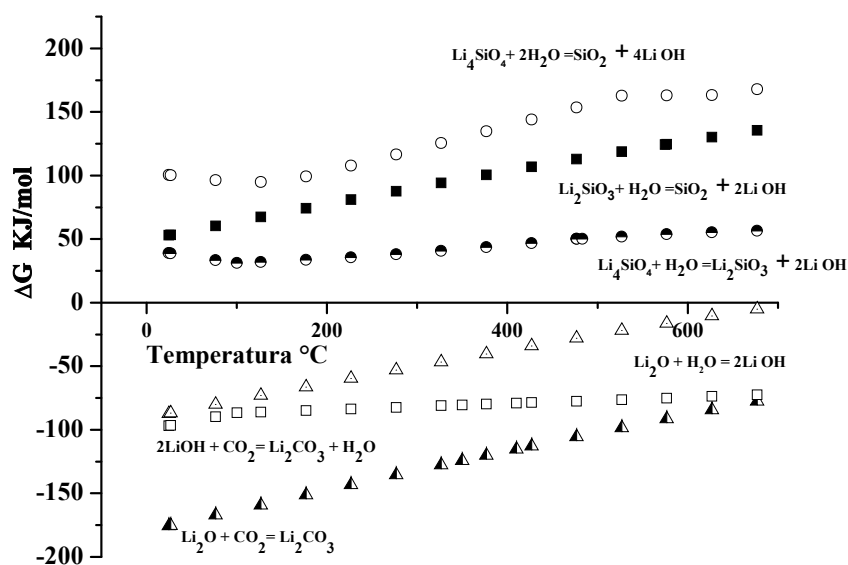 200
150
100
50
0
-50
-100
-150
-200
ΔG KJ/mol
Li₄SiO₄+ 2H₂O =SiO₂ + 4Li OH
Li₂SiO₃+ H₂O =SiO₂ + 2Li OH
Li₄SiO₄+ H₂O =Li₂SiO₃ + 2Li OH
0 200 400 600
Temperatura °C
Li₂O + H₂O = 2Li OH
2LiOH + CO₂= Li₂CO₃ + H₂O
Li₂O + CO₂= Li₂CO₃